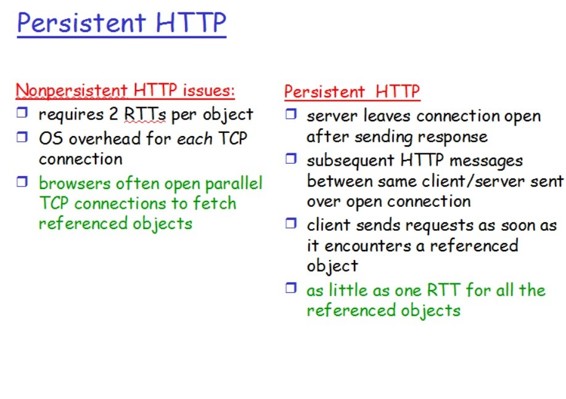 Persistent HTTP
Nonpersistent HTTP issues:
requires 2 RTTs per object
OS overhead for each TCP
connection
browsers often open parallel
TCP connections to fetch
referenced objects
Persistent HTTP
server leaves connection open
after sending response
subsequent HTTP messages
between same client/server sent
over open connection
client sends requests as soon as
it encounters a referenced
object
as little as one RTT for all the
referenced objects